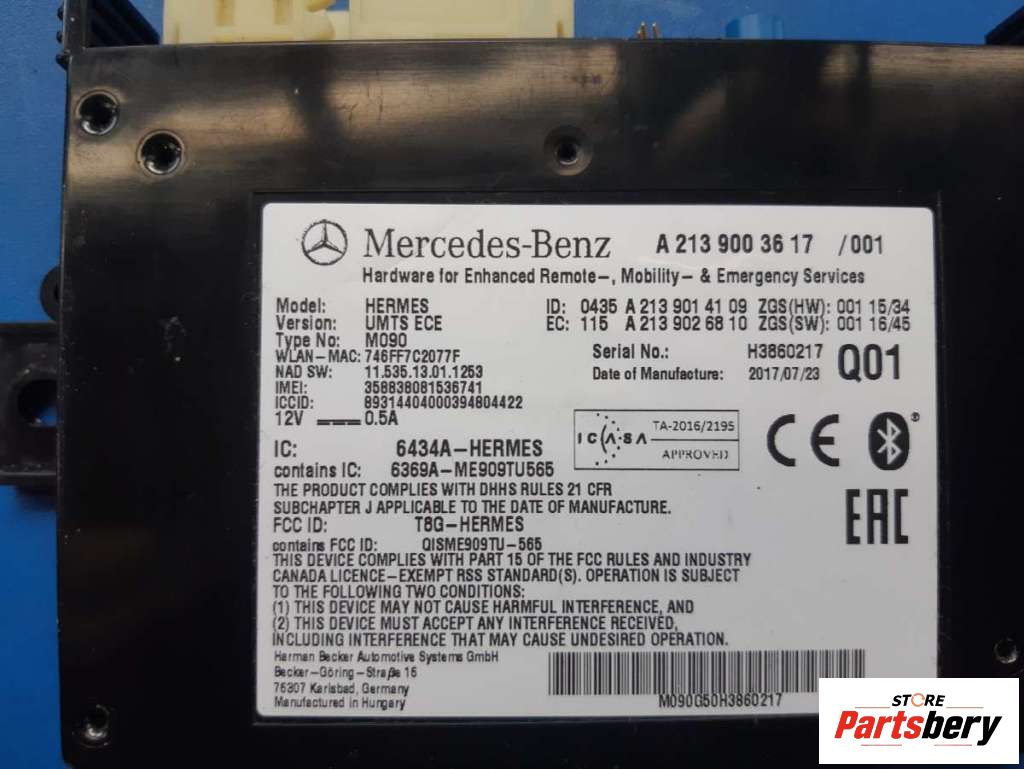 Mercedes-Benz A 213 900 36 17 /001
Hardware for Enhanced Remote-, Mobility- & Emergency Services
Model: HERMES ID: 0435 A 213 901 41 09 ZGS(HW): 001 15/34
Version: UMTS ECE EC: 115 A 213 902 68 10 ZGS(SW): 001 16/45
Type No: M090
WLAN-MAC: 746FF7C2077F Serial No.: H3860217 Q01
NAD SW: 11.535.13.01.1253 Date of Manufacture: 2017/07/23
IMEI: 358838081536741
ICCID: 89314404000394804422
12V 0.5A
ICASA TA-2016/2195 APPROVED
CE
IC: 6434A-HERMES
contains IC: 6369A-ME909TU565
THE PRODUCT COMPLIES WITH DHHS RULES 21 CFR
SUBCHAPTER J APPLICABLE TO THE DATE OF MANUFACTURE.
EAC
FCC ID: T8G-HERMES
contains FCC ID: QISME909TU-565
THIS DEVICE COMPLIES WITH PART 15 OF THE FCC RULES AND INDUSTRY
CANADA LICENCE-EXEMPT RSS STANDARD(S). OPERATION IS SUBJECT
TO THE FOLLOWING TWO CONDITIONS:
(1) THIS DEVICE MAY NOT CAUSE HARMFUL INTERFERENCE, AND
(2) THIS DEVICE MUST ACCEPT ANY INTERFERENCE RECEIVED,
INCLUDING INTERFERENCE THAT MAY CAUSE UNDESIRED OPERATION.
Harman Becker Automotive Systems GmbH
Becker-Göring-Straße 16
76307 Karlsbad, Germany
Manufactured in Hungary
M090G50H3860217
STORE
Partsbery